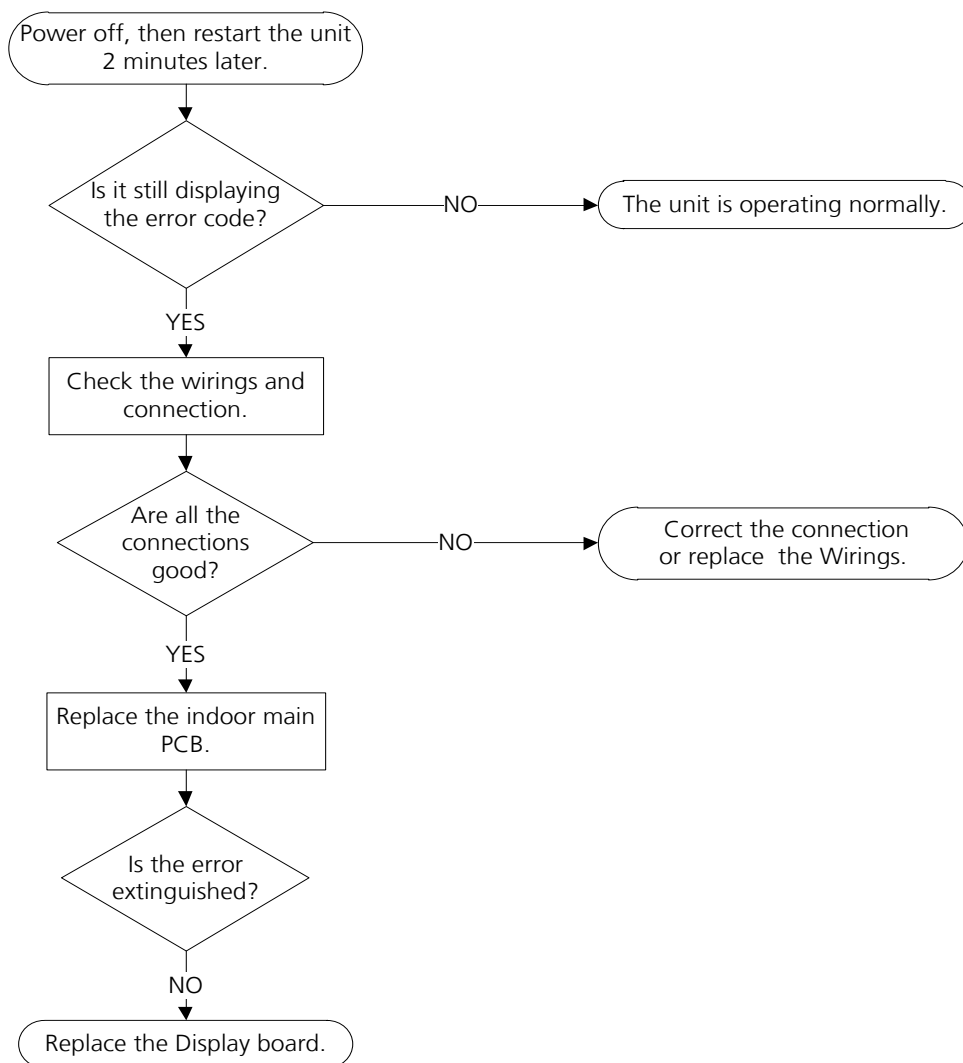 Power off, then restart the unit
2 minutes later.
Is it still displaying
the error code?
NO
The unit is operating normally.
YES
Check the wirings and
connection.
Are all the
connections
good?
NO
Correct the connection
or replace  the Wirings.
YES
Replace the indoor main
PCB.
Is the error
extinguished?
NO
Replace the Display board.